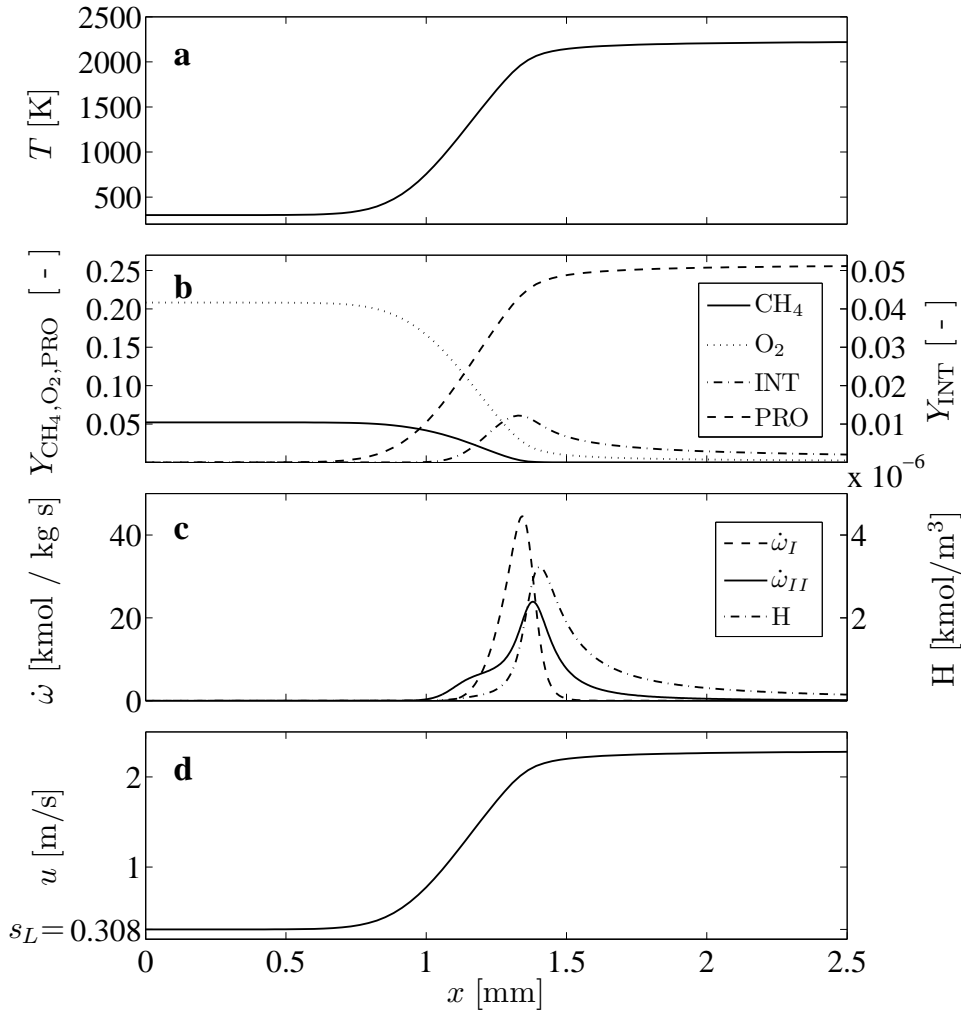 2500
2000
1500
1000
500
T [K]
a
0.25
0.20
0.15
0.10
0.05
Y_CH₄,O₂,PRO [ - ]
b
CH₄
O₂
INT
PRO
0.05
0.04
0.03
0.02
0.01
Y_INT [ - ]
x 10⁻⁶
40
20
0
ω̇ [kmol / kg s]
c
ω̇_I
ω̇_II
H
4
2
H [kmol/m³]
2
1
s_L=0.308
u [m/s]
d
0 0.5 1 1.5 2 2.5
x [mm]